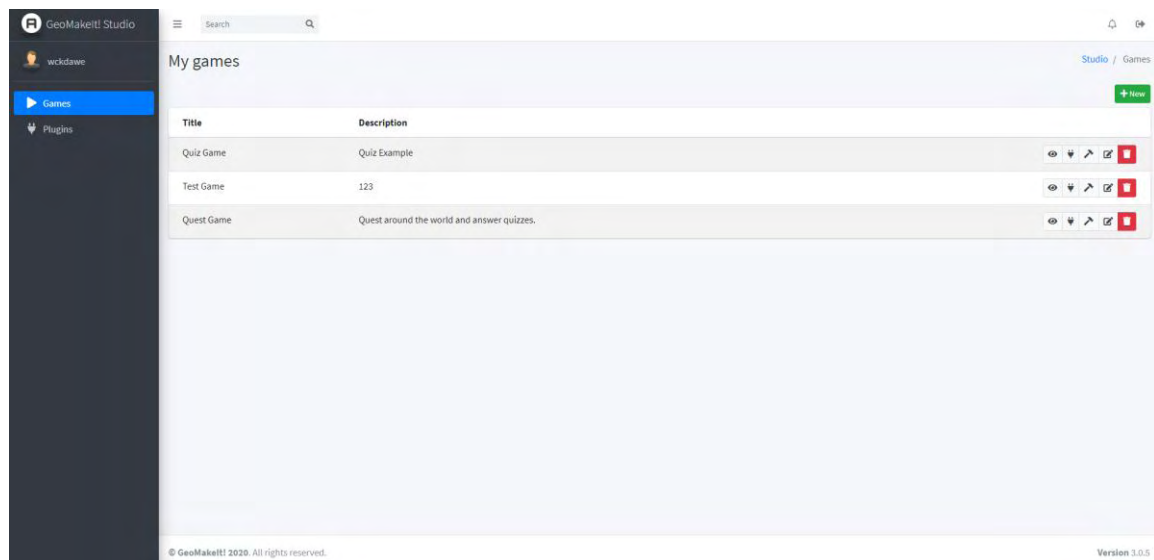 GeoMakeIt! Studio
Search
wckdawe
My games
Studio / Games
Games
New
Plugins
Title Description
Quiz Game Quiz Example
Test Game 123
Quest Game Quest around the world and answer quizzes.
© GeoMakeIt! 2020. All rights reserved.
Version 3.0.5